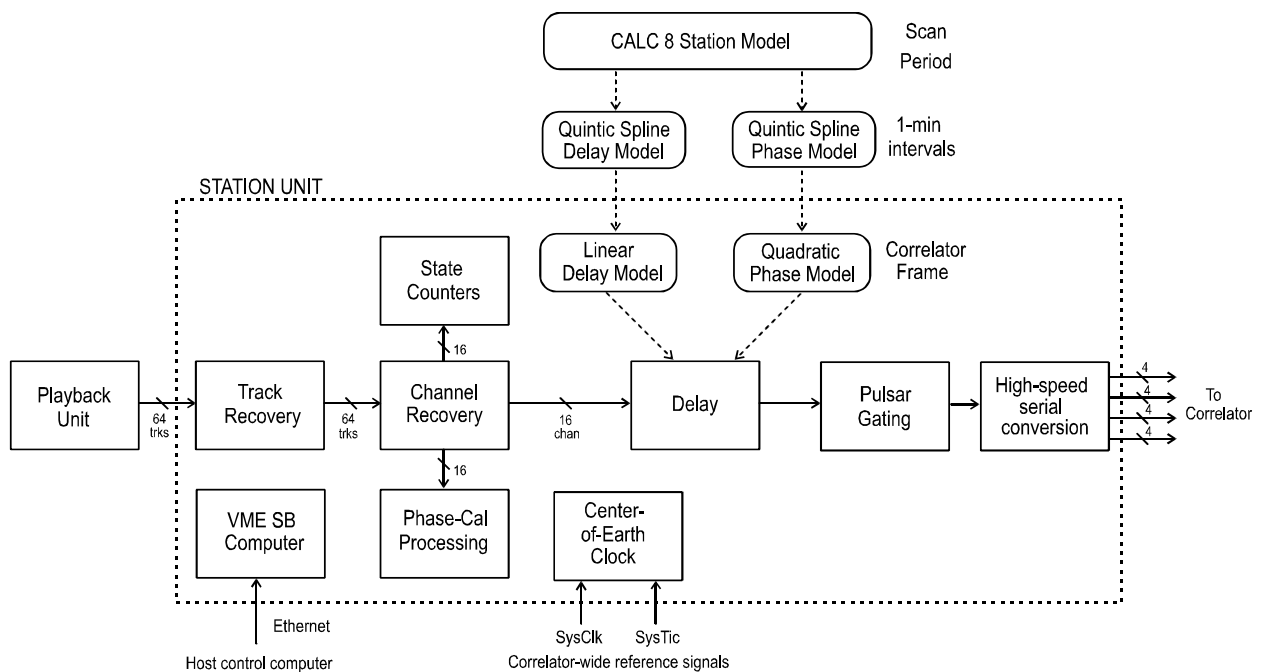 CALC 8 Station Model
Scan
Period
Quintic Spline
Delay Model
Quintic Spline
Phase Model
1-min
intervals
STATION UNIT
Linear
Delay Model
Quadratic
Phase Model
Correlator
Frame
State
Counters
16
Playback
Unit
64
trks
Track
Recovery
64
trks
Channel
Recovery
16
chan
Delay
Pulsar
Gating
High-speed
serial
conversion
4
4
4
4
To
Correlator
16
VME SB
Computer
Phase-Cal
Processing
Center-
of-Earth
Clock
Ethernet
SysClk
SysTic
Host control computer
Correlator-wide reference signals